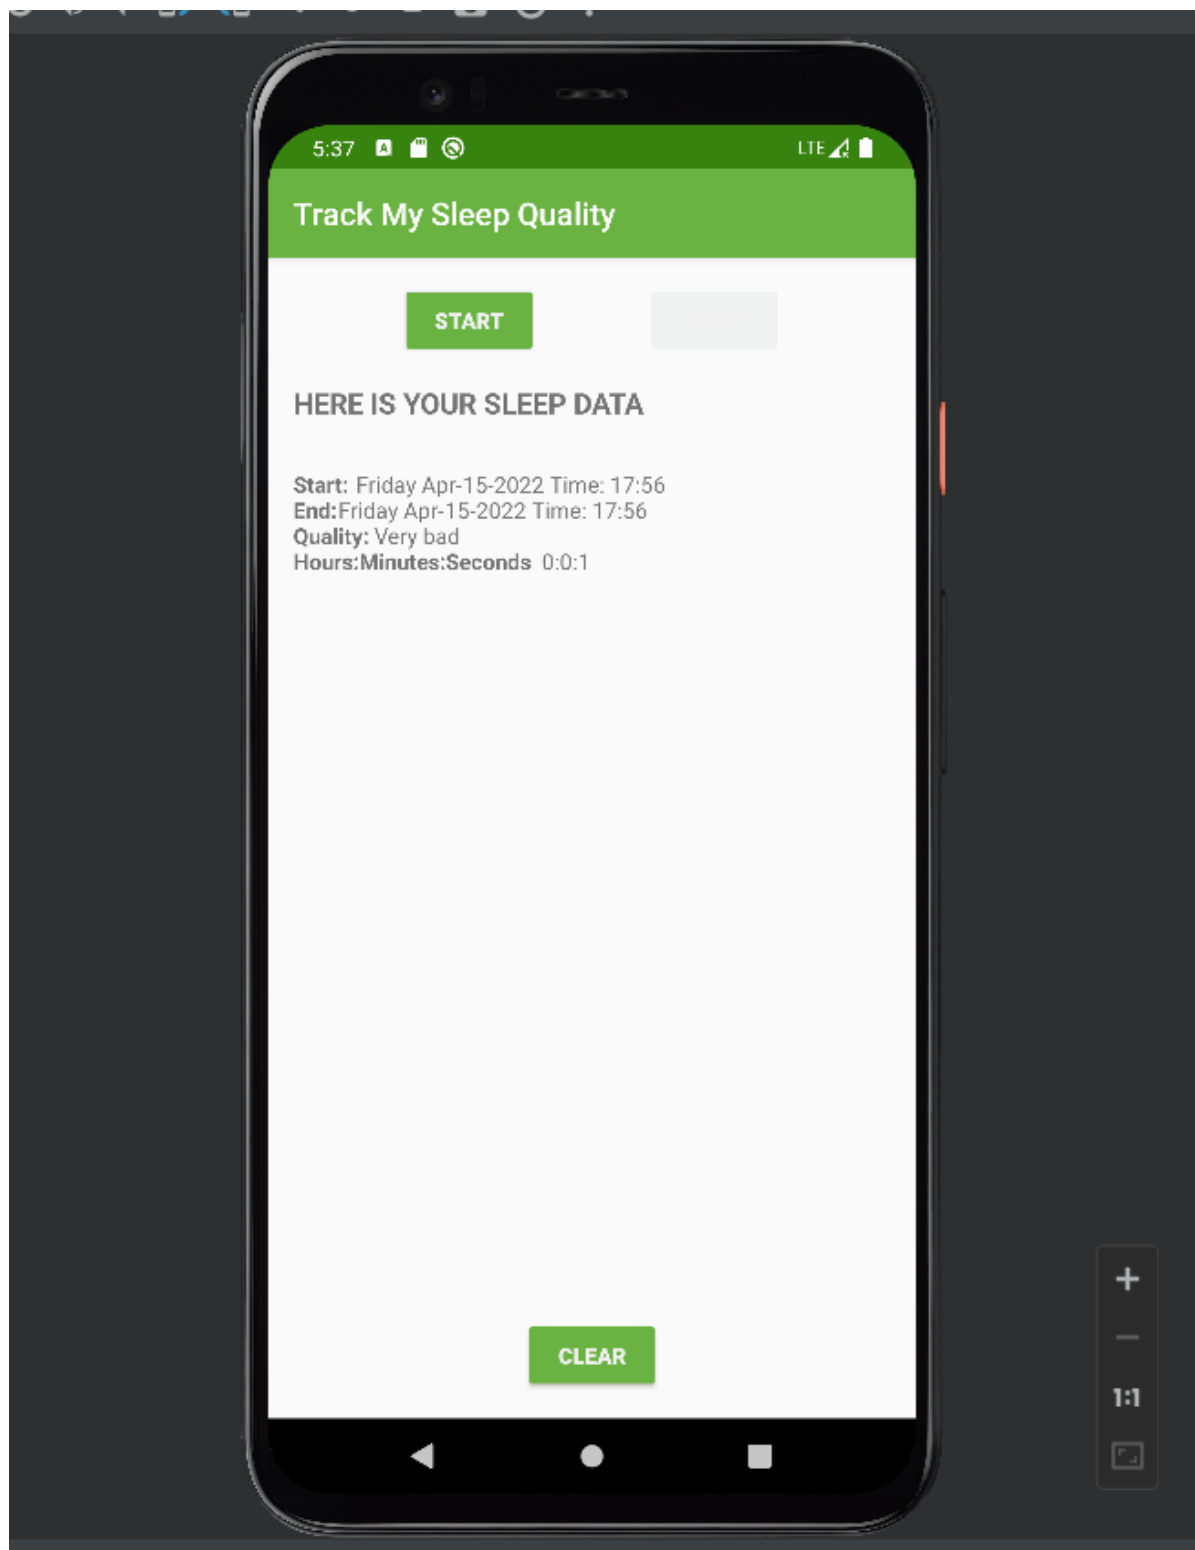 5:37 A LTE
Track My Sleep Quality
START
HERE IS YOUR SLEEP DATA
Start: Friday Apr-15-2022 Time: 17:56
End:Friday Apr-15-2022 Time: 17:56
Quality: Very bad
Hours:Minutes:Seconds 0:0:1
CLEAR
1:1